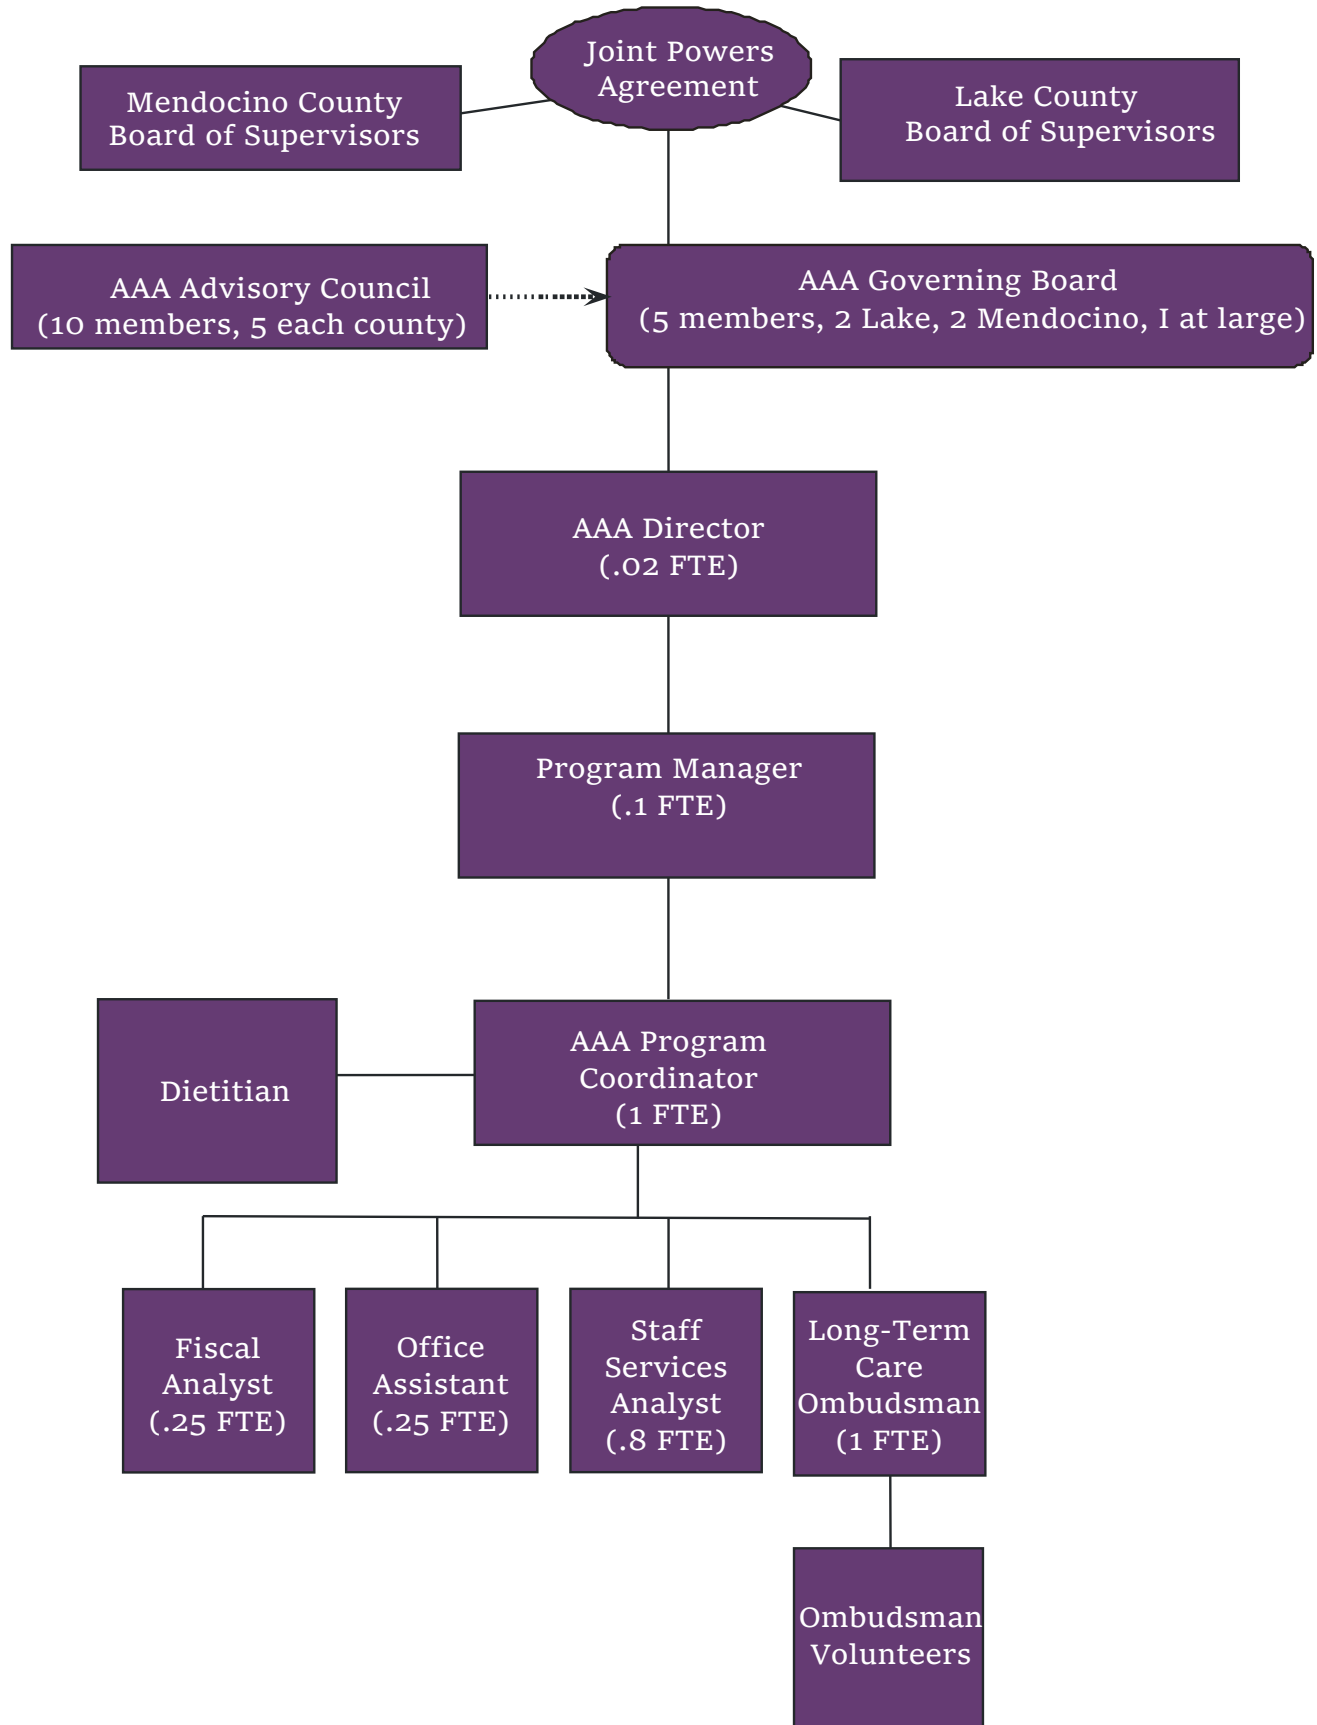 Joint Powers
Agreement
Mendocino County
Board of Supervisors
Lake County
Board of Supervisors
AAA Advisory Council
(10 members, 5 each county)
AAA Governing Board
(5 members, 2 Lake, 2 Mendocino, I at large)
AAA Director
(.02 FTE)
Program Manager
(.1 FTE)
Dietitian
AAA Program
Coordinator
(1 FTE)
Fiscal
Analyst
(.25 FTE)
Office
Assistant
(.25 FTE)
Staff
Services
Analyst
(.8 FTE)
Long-Term
Care
Ombudsman
(1 FTE)
Ombudsman
Volunteers